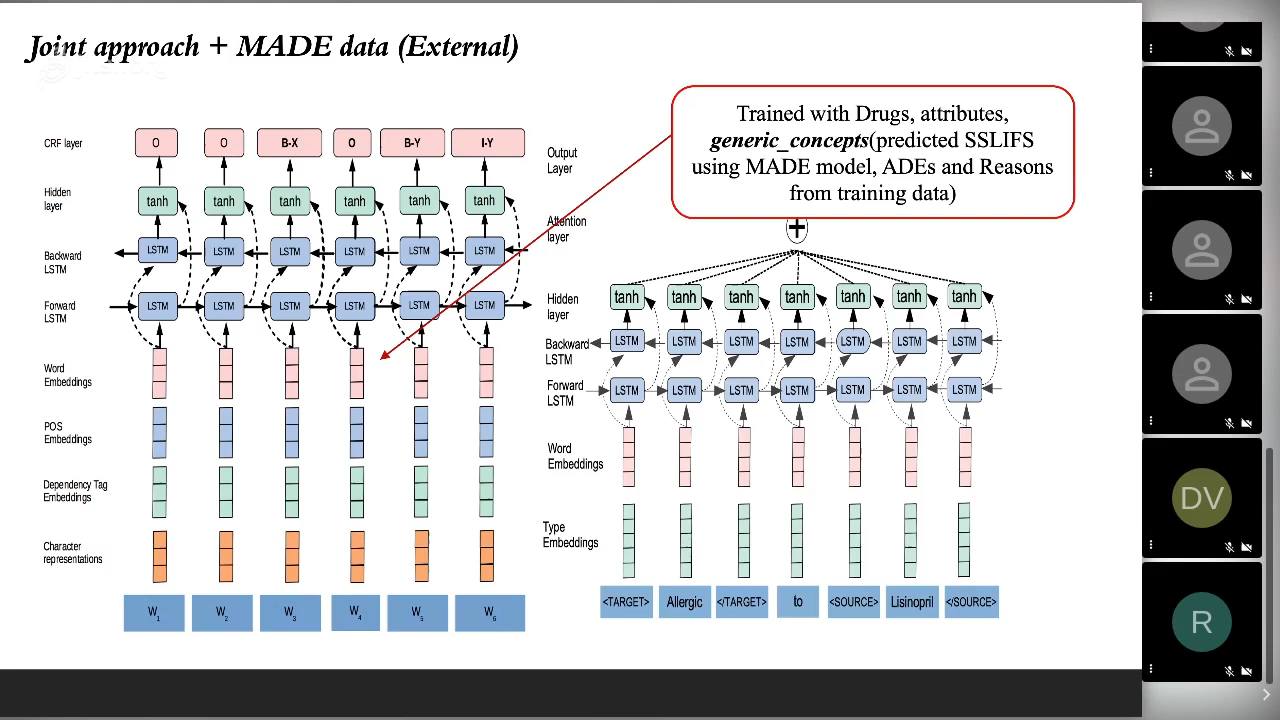 Joint approach + MADE data (External)
Trained with Drugs, attributes,
generic_concepts(predicted SSLIFS
using MADE model, ADEs and Reasons
from training data)
CRF layer
O O B-X O B-Y I-Y
Hidden
layer
tanh tanh tanh tanh tanh tanh
Backward
LSTM
LSTM LSTM LSTM LSTM LSTM LSTM
Forward
LSTM
LSTM LSTM LSTM LSTM LSTM LSTM
Word
Embeddings
POS
Embeddings
Dependency Tag
Embeddings
Character
representations
W1 W2 W3 W4 W5 W6
Output
Layer
Attention
layer
+
Hidden
layer
tanh tanh tanh tanh tanh tanh tanh
Backward
LSTM
LSTM LSTM LSTM LSTM LSTM LSTM LSTM
Forward
LSTM
LSTM LSTM LSTM LSTM LSTM LSTM LSTM
Word
Embeddings
Type
Embeddings
<TARGET> Allergic </TARGET> to <SOURCE> Lisinopril </SOURCE>
DV
R